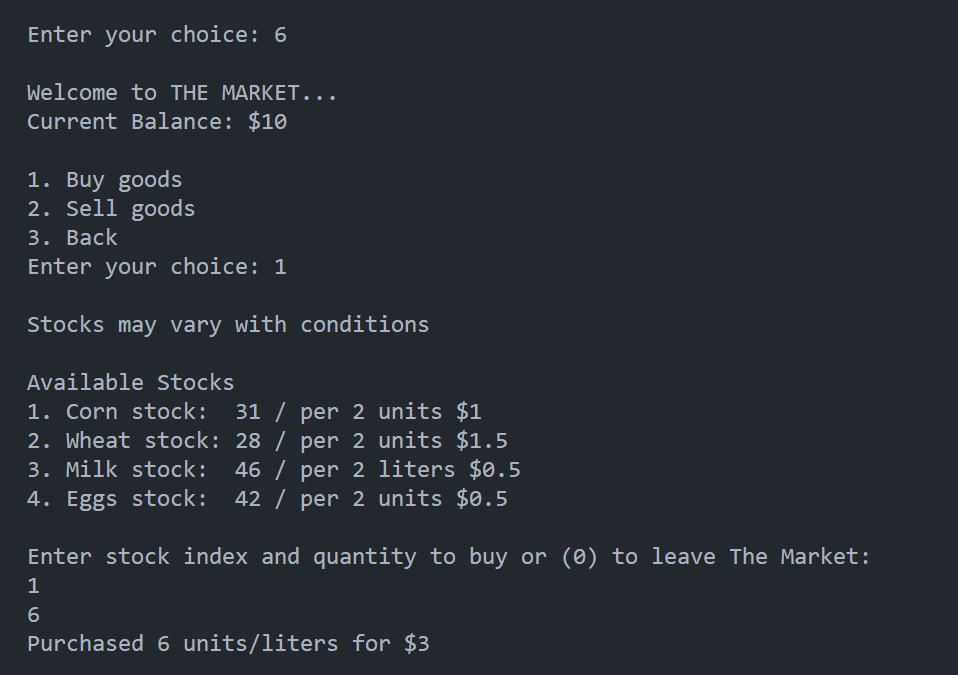 Enter your choice: 6
Welcome to THE MARKET...
Current Balance: $10
1. Buy goods
2. Sell goods
3. Back
Enter your choice: 1
Stocks may vary with conditions
Available Stocks
1. Corn stock:  31 / per 2 units $1
2. Wheat stock: 28 / per 2 units $1.5
3. Milk stock:  46 / per 2 liters $0.5
4. Eggs stock:  42 / per 2 units $0.5
Enter stock index and quantity to buy or (0) to leave The Market:
1
6
Purchased 6 units/liters for $3